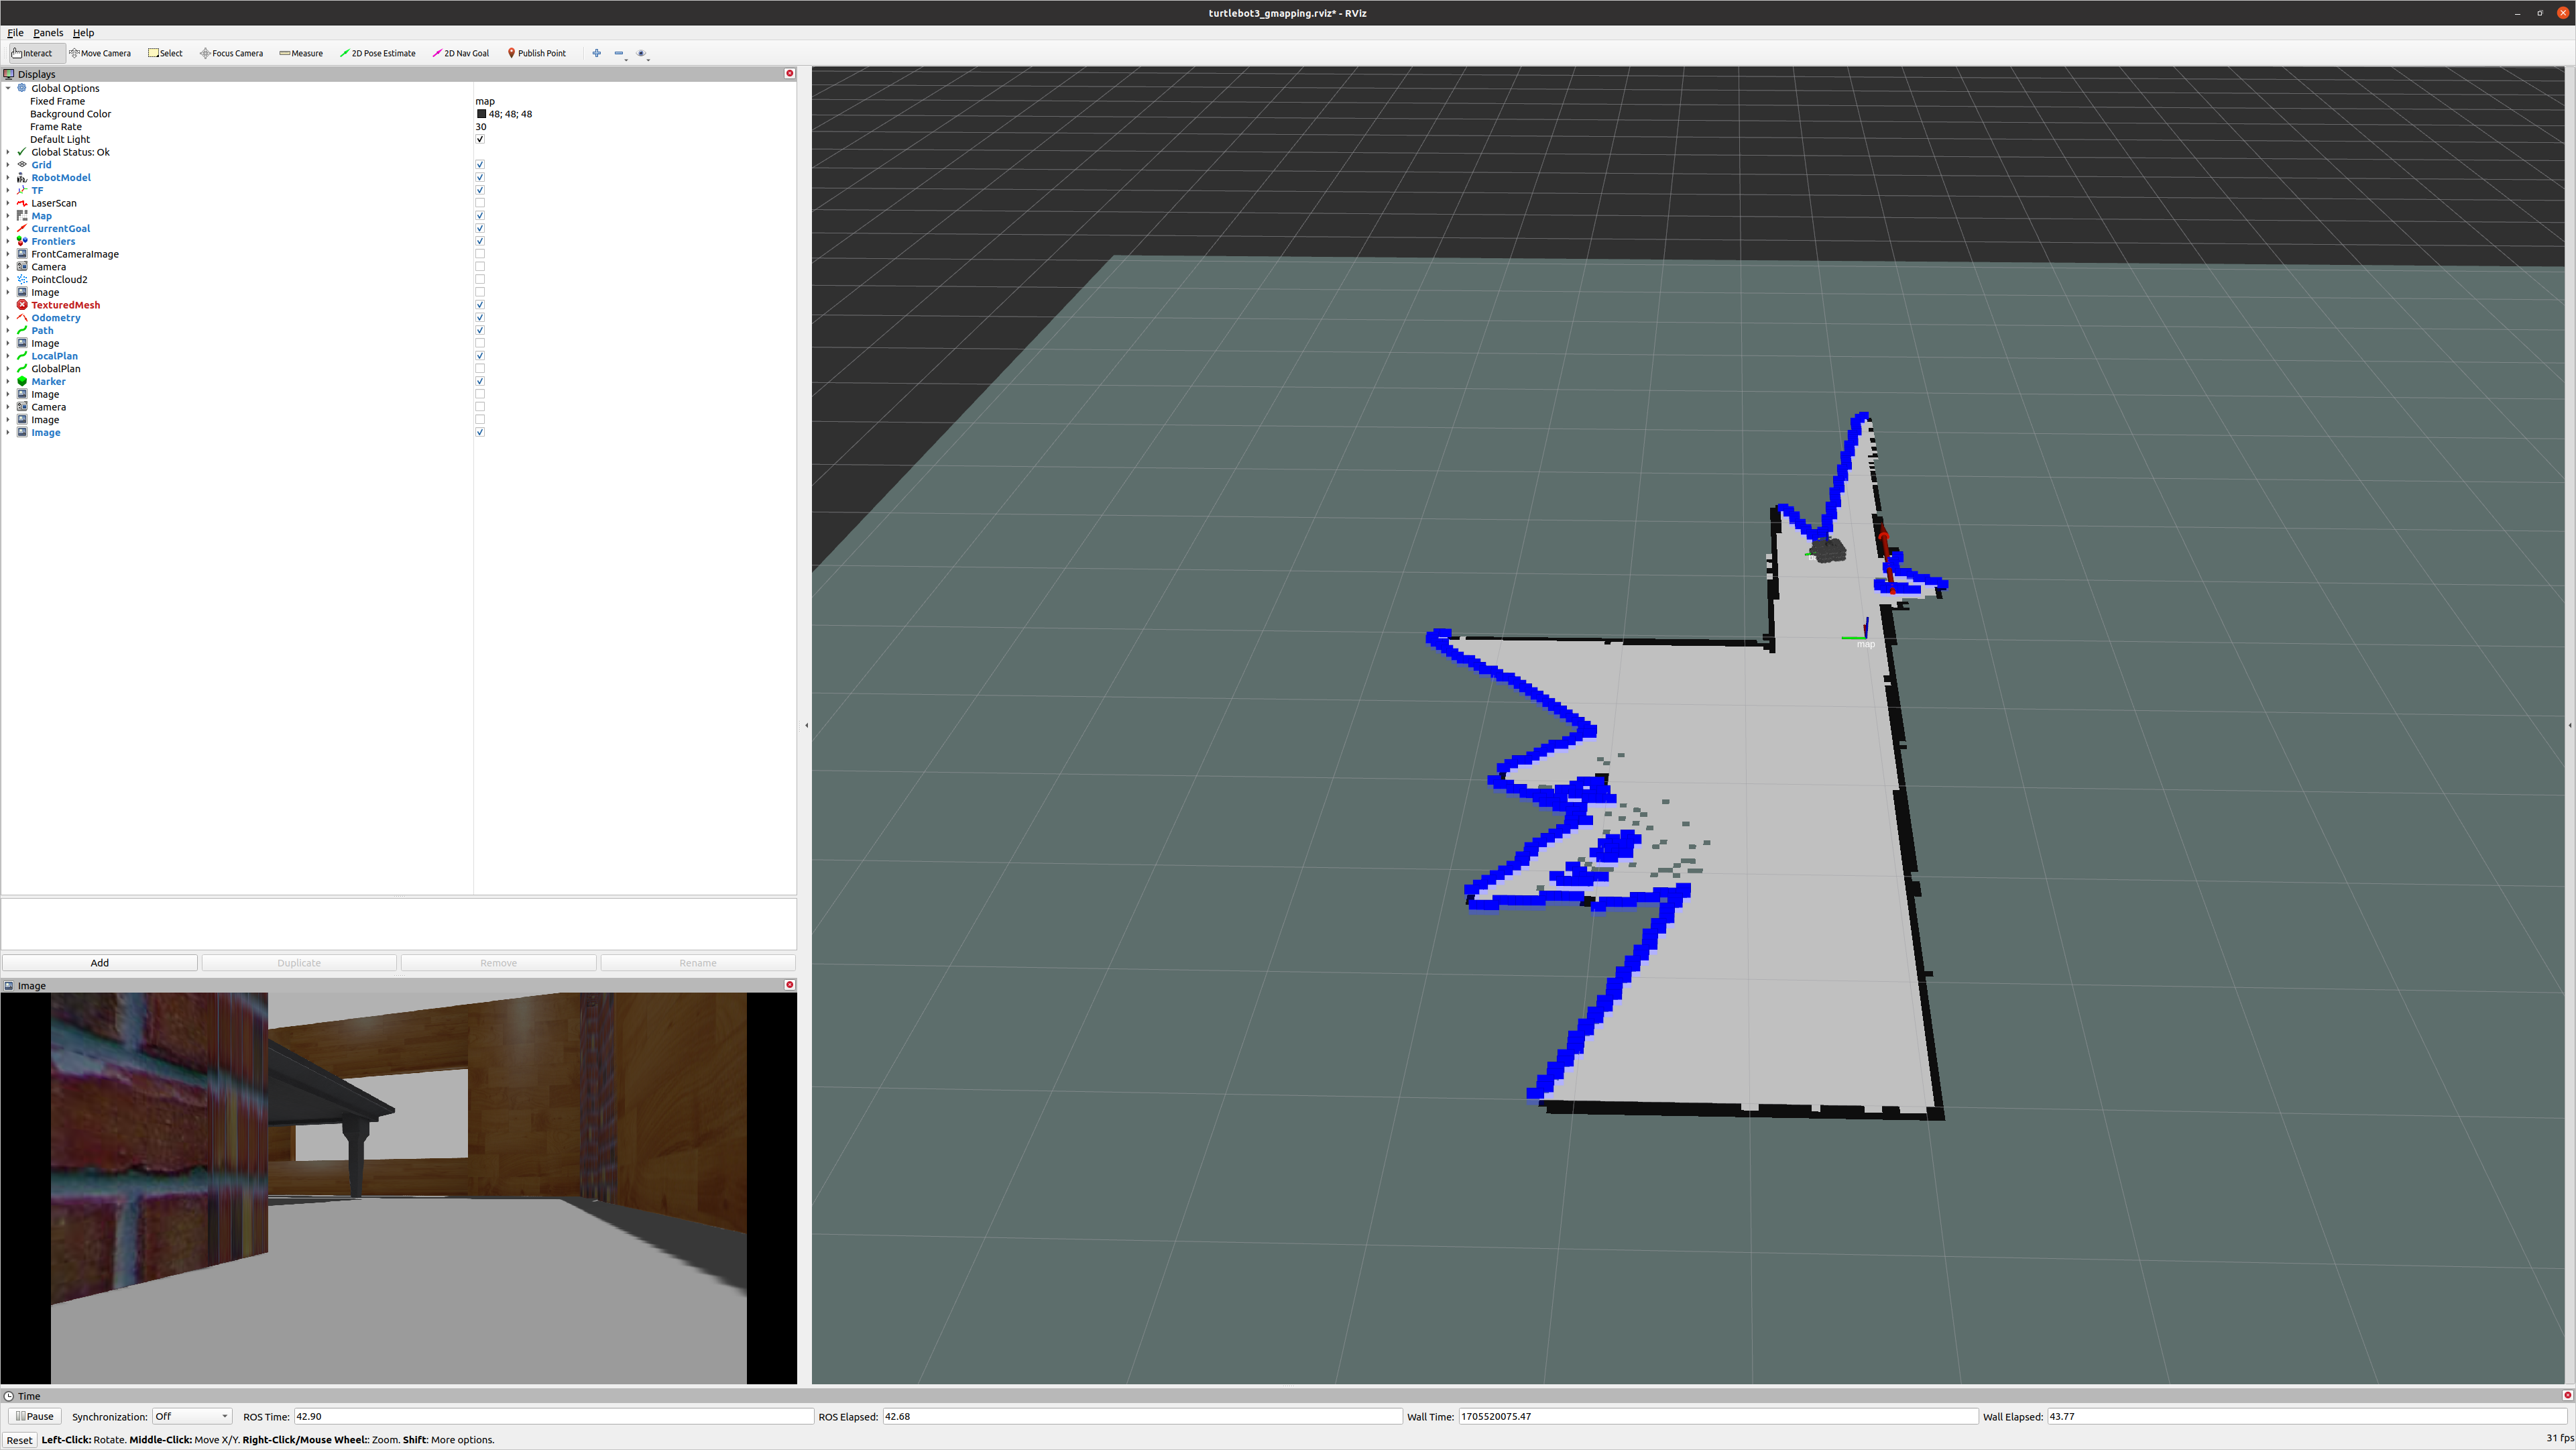 turtlebot3_gmapping.rviz* - RViz
File Panels Help
Interact Move Camera Select Focus Camera Measure 2D Pose Estimate 2D Nav Goal Publish Point
Displays
Global Options
Fixed Frame map
Background Color 48; 48; 48
Frame Rate 30
Default Light
Global Status: Ok
Grid
RobotModel
TF
LaserScan
Map
CurrentGoal
Frontiers
FrontCameraImage
Camera
PointCloud2
Image
TexturedMesh
Odometry
Path
Image
LocalPlan
GlobalPlan
Marker
Image
Camera
Image
Image
map
Add Duplicate Remove Rename
Image
Time
Pause Synchronization: Off ROS Time: 42.90 ROS Elapsed: 42.68 Wall Time: 1705520075.47 Wall Elapsed: 43.77
Reset Left-Click: Rotate. Middle-Click: Move X/Y. Right-Click/Mouse Wheel:: Zoom. Shift: More options. 31 fps